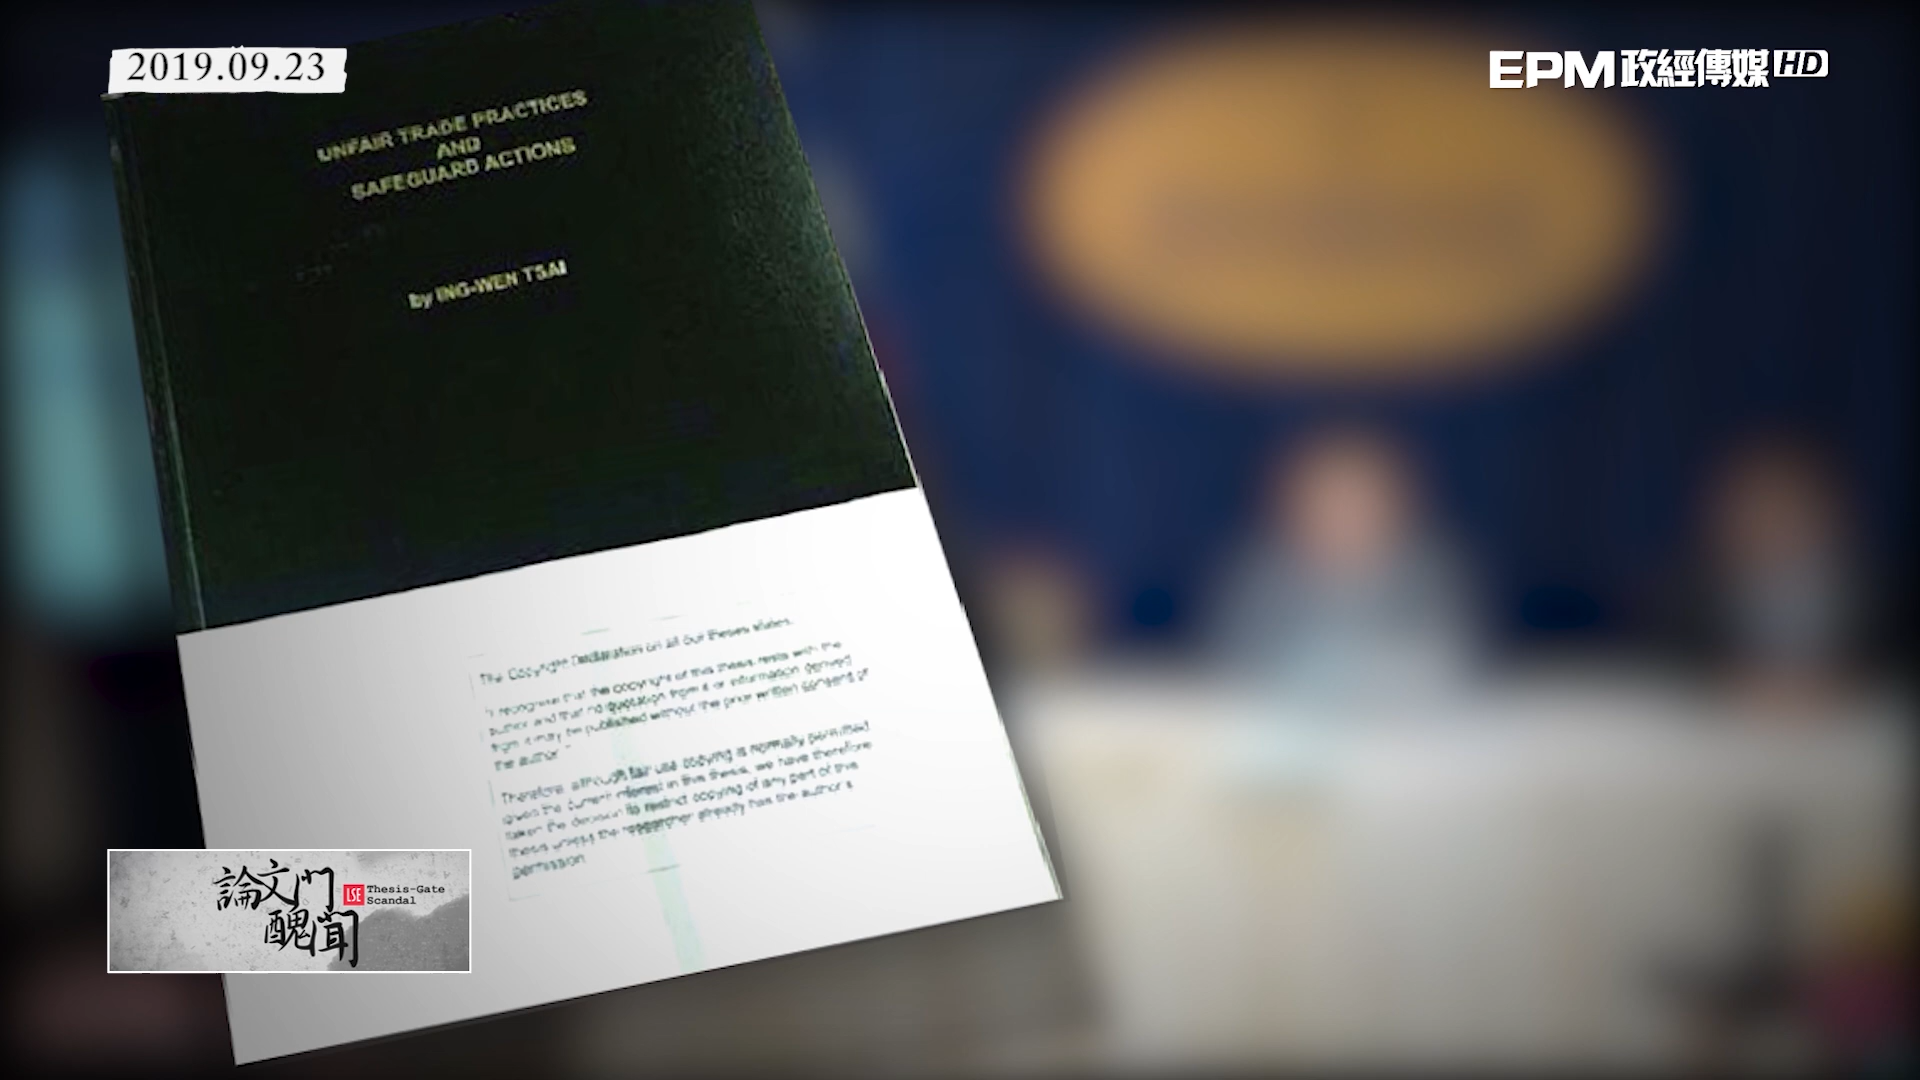 2019.09.23
EPM政經傳媒HD
UNFAIR TRADE PRACTICES
AND
SAFEGUARD ACTIONS
by ING-WEN TSAI
The Copyright Declaration on all our theses states:
"I recognise that the copyright of this thesis rests with the
author and that no quotation from it or information derived
from it may be published without the prior written consent of
the author."
Therefore, although fair use copying is normally permitted
given the current interest in this thesis, we have therefore
taken the decision to restrict copying of any part of this
thesis unless the researcher already has the author's
permission.
論文門
醜聞
LSE
Thesis-Gate
Scandal